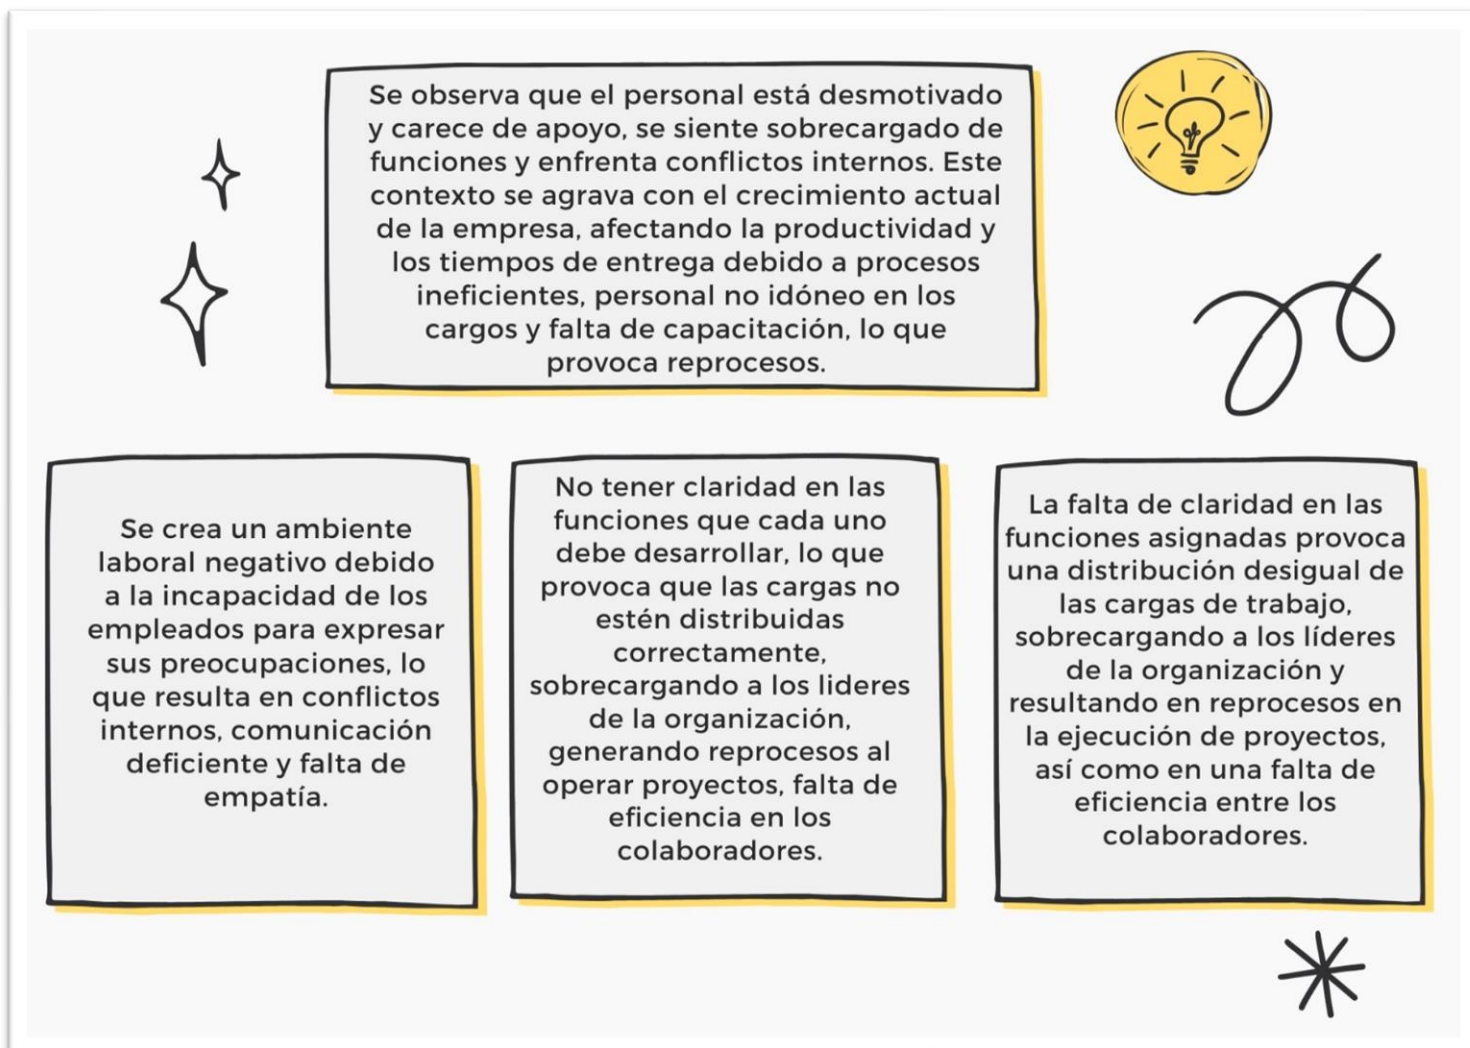 Se observa que el personal está desmotivado
y carece de apoyo, se siente sobrecargado de
funciones y enfrenta conflictos internos. Este
contexto se agrava con el crecimiento actual
de la empresa, afectando la productividad y
los tiempos de entrega debido a procesos
ineficientes, personal no idóneo en los
cargos y falta de capacitación, lo que
provoca reprocesos.
Se crea un ambiente
laboral negativo debido
a la incapacidad de los
empleados para expresar
sus preocupaciones, lo
que resulta en conflictos
internos, comunicación
deficiente y falta de
empatía.
No tener claridad en las
funciones que cada uno
debe desarrollar, lo que
provoca que las cargas no
estén distribuidas
correctamente,
sobrecargando a los lideres
de la organización,
generando reprocesos al
operar proyectos, falta de
eficiencia en los
colaboradores.
La falta de claridad en las
funciones asignadas provoca
una distribución desigual de
las cargas de trabajo,
sobrecargando a los líderes
de la organización y
resultando en reprocesos en
la ejecución de proyectos,
así como en una falta de
eficiencia entre los
colaboradores.